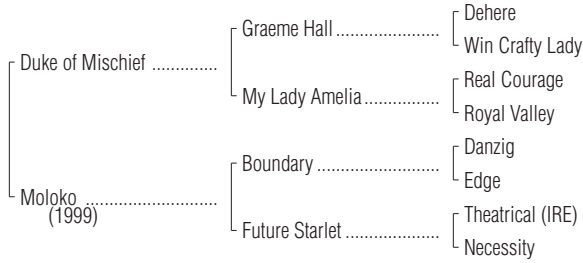 Dehere
Graeme Hall
Win Crafty Lady
Duke of Mischief
Real Courage
My Lady Amelia
Royal Valley
Danzig
Boundary
Edge
Moloko
(1999)
Theatrical (IRE)
Future Starlet
Necessity